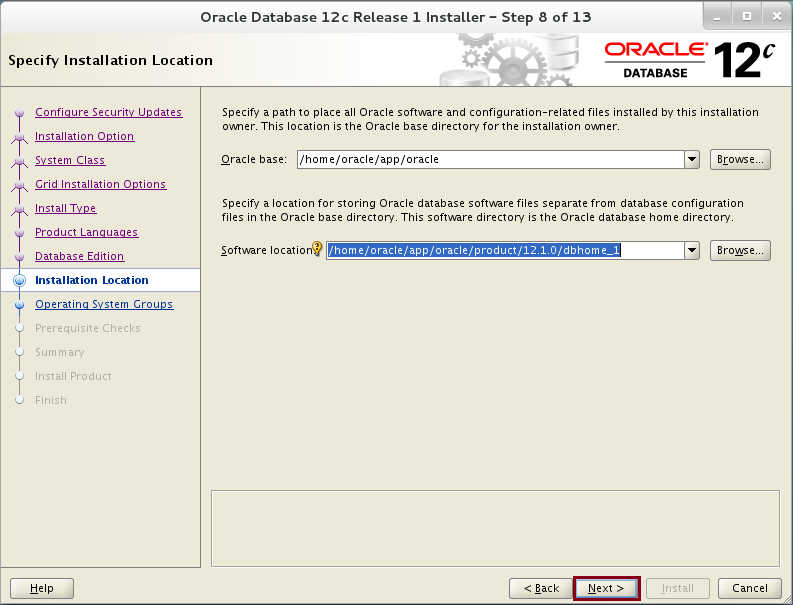 Oracle Database 12c Release 1 Installer - Step 8 of 13
Specify Installation Location
ORACLE®
DATABASE
12c
Configure Security Updates
Installation Option
System Class
Grid Installation Options
Install Type
Product Languages
Database Edition
Installation Location
Operating System Groups
Prerequisite Checks
Summary
Install Product
Finish
Specify a path to place all Oracle software and configuration-related files installed by this installation
owner. This location is the Oracle base directory for the installation owner.
Oracle base: /home/oracle/app/oracle Browse...
Specify a location for storing Oracle database software files separate from database configuration
files in the Oracle base directory. This software directory is the Oracle database home directory.
Software location: /home/oracle/app/oracle/product/12.1.0/dbhome_1 Browse...
Help < Back Next > Install Cancel